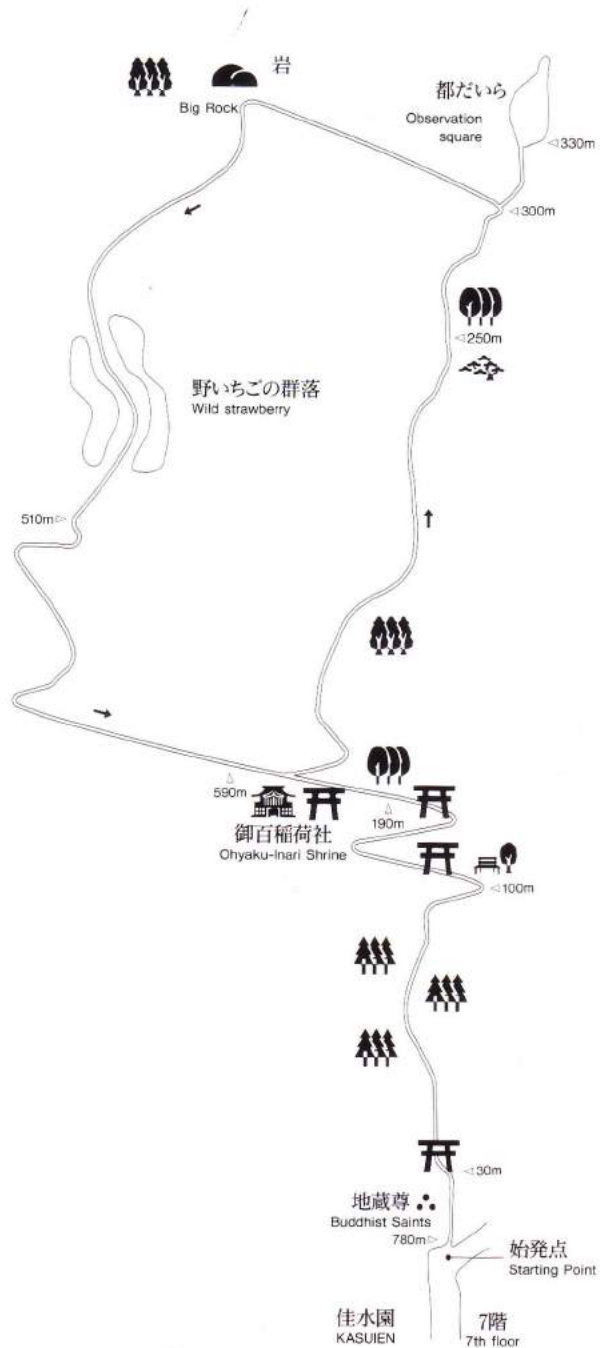 岩
Big Rock
都だいら
Observation
square
◁330m
◁300m
◁250m
野いちごの群落
Wild strawberry
510m▷
590m
190m
御百稲荷社
Ohyaku-Inari Shrine
◁100m
◁30m
地蔵尊
Buddhist Saints
780m▷
始発点
Starting Point
佳水園
KASUIEN
7階
7th floor